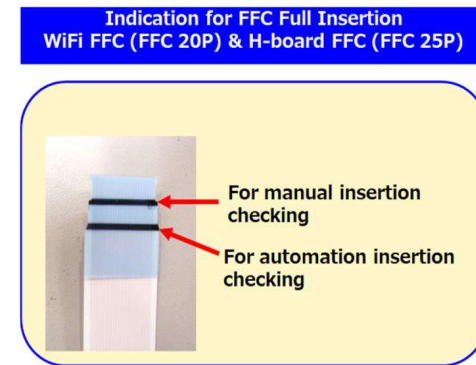 Indication for FFC Full Insertion
WiFi FFC (FFC 20P) & H-board FFC (FFC 25P)
For manual insertion
checking
For automation insertion
checking